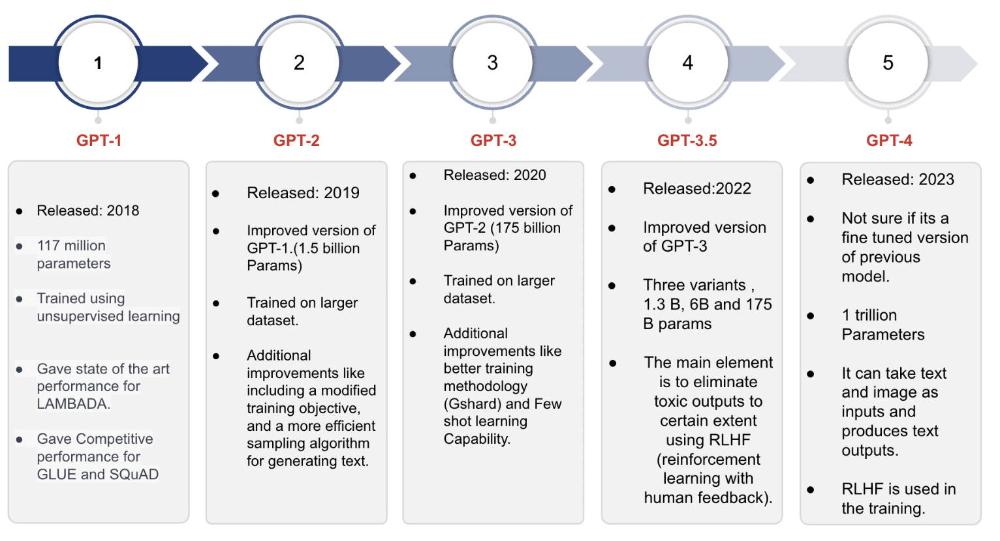 1
2
3
4
5
GPT-1
GPT-2
GPT-3
GPT-3.5
GPT-4
● Released: 2018
● 117 million
parameters
● Trained using
unsupervised learning
● Gave state of the art
performance for
LAMBADA.
● Gave Competitive
performance for
GLUE and SQuAD
● Released: 2019
● Improved version of
GPT-1.(1.5 billion
Params)
● Trained on larger
dataset.
● Additional
improvements like
including a modified
training objective,
and a more efficient
sampling algorithm
for generating text.
● Released: 2020
● Improved version of
GPT-2 (175 billion
Params)
● Trained on larger
dataset.
● Additional
improvements like
better training
methodology
(Gshard) and Few
shot learning
Capability.
● Released:2022
● Improved version
of GPT-3
● Three variants ,
1.3 B, 6B and 175
B params
● The main element
is to eliminate
toxic outputs to
certain extent
using RLHF
(reinforcement
learning with
human feedback).
● Released: 2023
● Not sure if its a
fine tuned version
of previous
model.
● 1 trillion
Parameters
● It can take text
and image as
inputs and
produces text
outputs.
● RLHF is used in
the training.